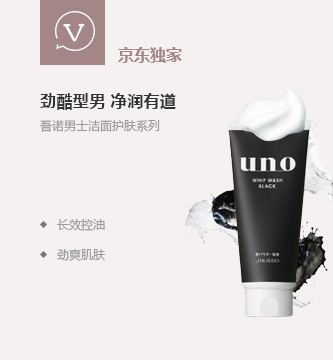 V
京东独家
劲酷型男 净润有道
吾诺男士洁面护肤系列
uno
WHIP WASH
BLACK
SHISEIDO
长效控油
劲爽肌肤